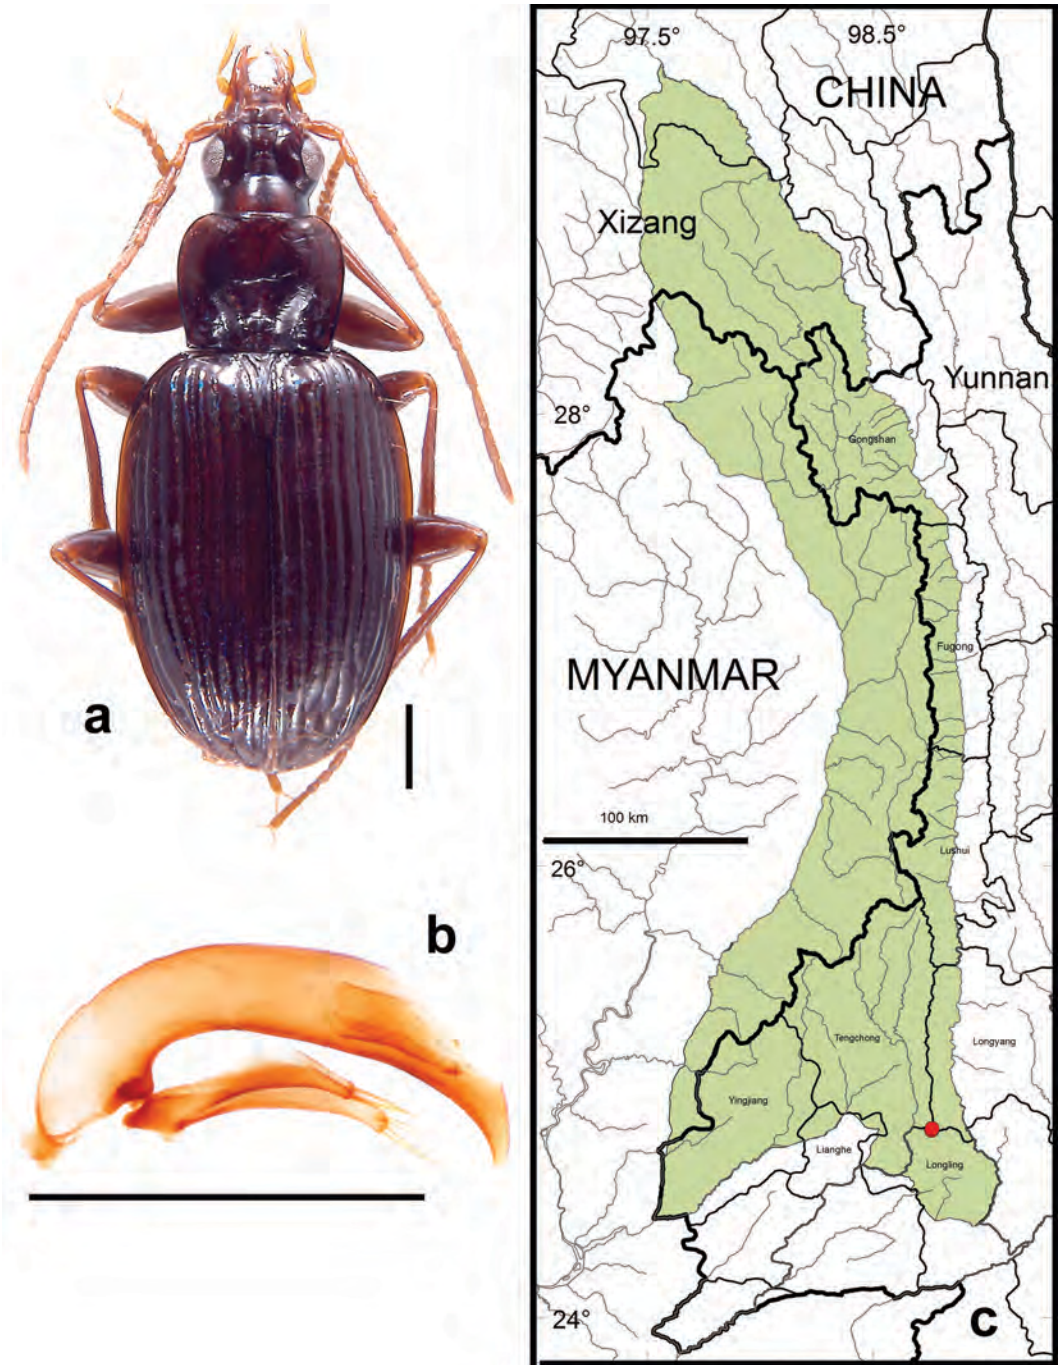 a
b
97.5°
98.5°
CHINA
Xizang
Yunnan
28°
Gongshan
Fugong
MYANMAR
100 km
Lushui
26°
Tengchong
Longyang
Yingjiang
Lianghe
Longling
24°
c